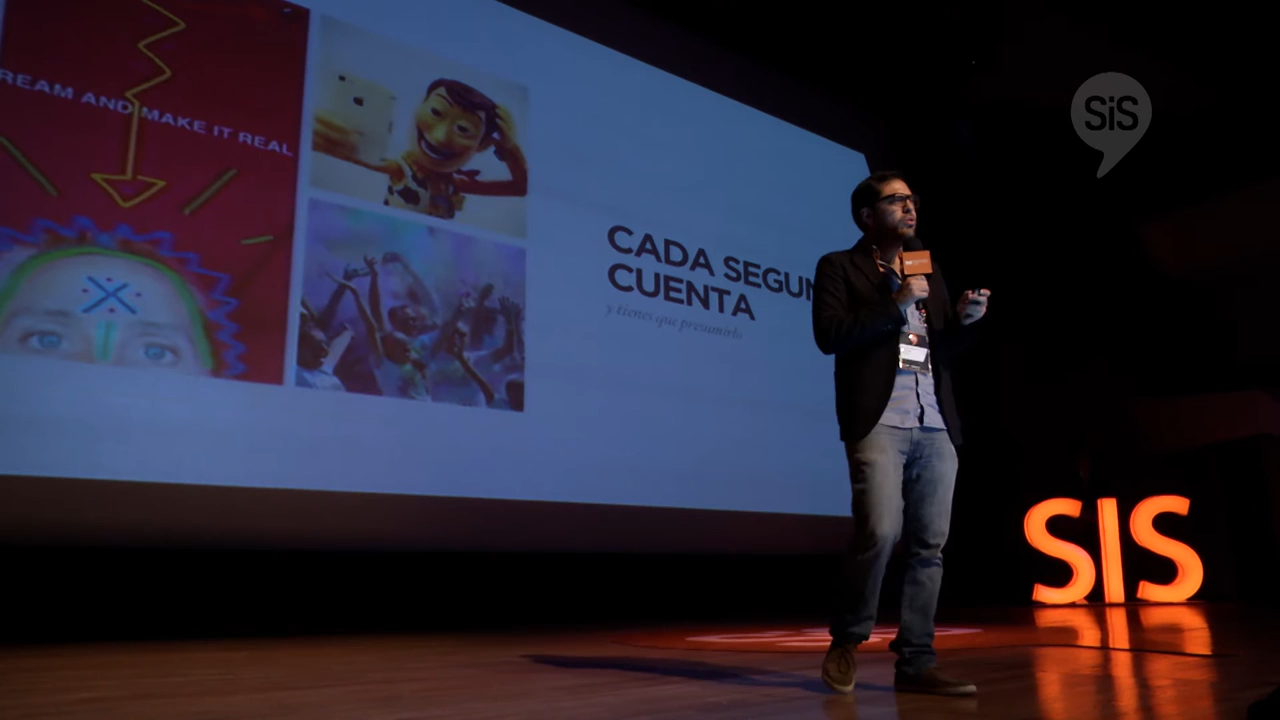 REAM AND MAKE IT REAL
CADA SEGUN
CUENTA
y tienes que presumirlo
SiS
SIS